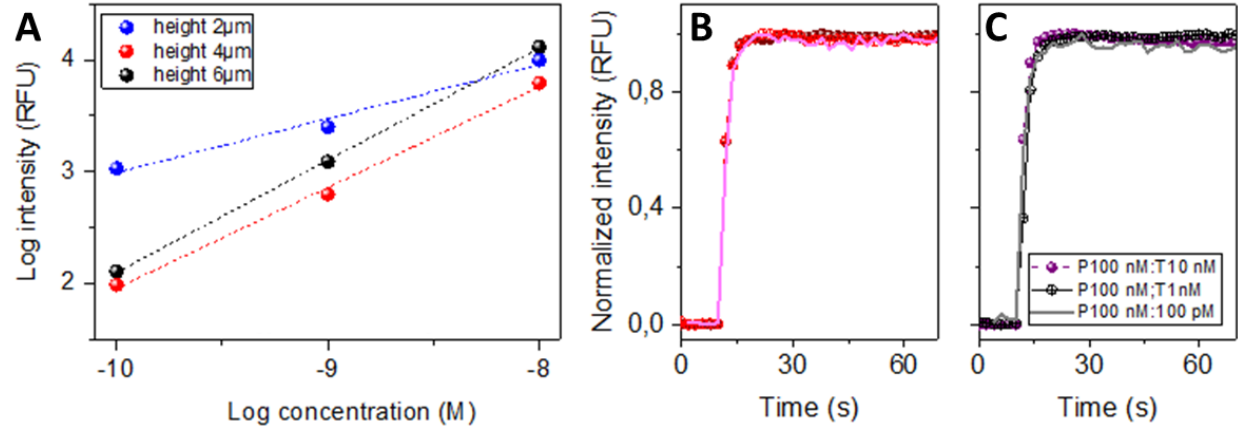 A
height 2µm
height 4µm
height 6µm
Log intensity (RFU)
4
3
2
-10
-9
-8
Log concentration (M)
B
Normalized intensity (RFU)
0,8
0,4
0,0
0
30
60
Time (s)
C
P100 nM:T10 nM
P100 nM;T1nM
P100 nM:100 pM
0
30
60
Time (s)